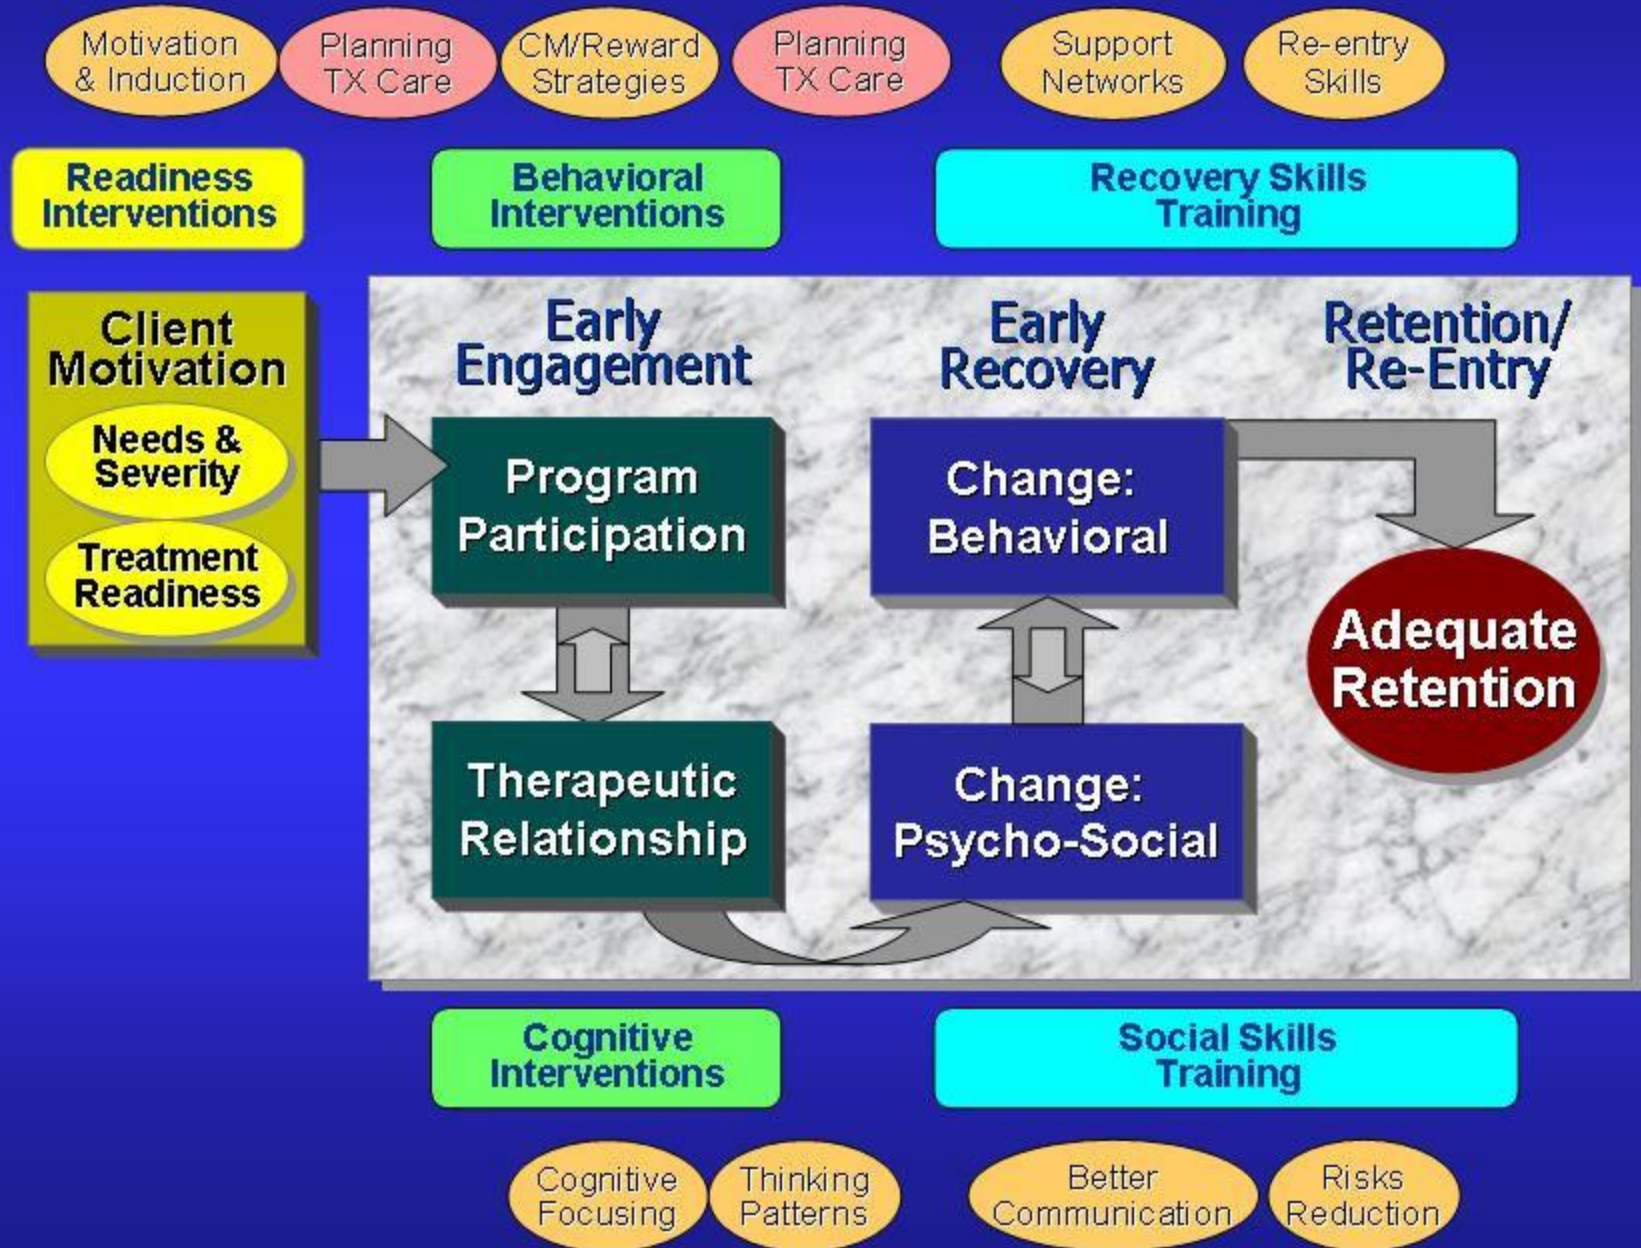 Motivation
& Induction
Planning
TX Care
CM/Reward
Strategies
Planning
TX Care
Support
Networks
Re-entry
Skills
Readiness
Interventions
Behavioral
Interventions
Recovery Skills
Training
Client
Motivation
Needs &
Severity
Treatment
Readiness
Early
Engagement
Early
Recovery
Retention/
Re-Entry
Program
Participation
Change:
Behavioral
Adequate
Retention
Therapeutic
Relationship
Change:
Psycho-Social
Cognitive
Interventions
Social Skills
Training
Cognitive
Focusing
Thinking
Patterns
Better
Communication
Risks
Reduction